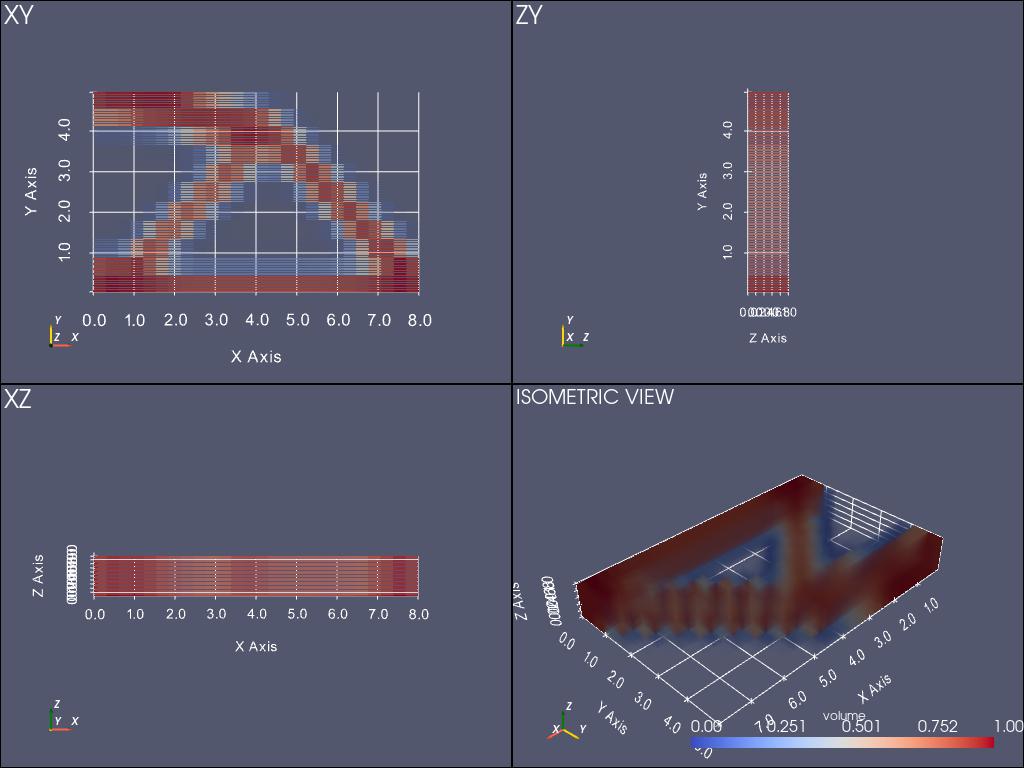 XY
4.0
3.0
2.0
1.0
Y Axis
0.0 1.0 2.0 3.0 4.0 5.0 6.0 7.0 8.0
X Axis
Y
Z X
ZY
4.0
3.0
2.0
1.0
Y Axis
Z Axis
Y
X Z
XZ
Z Axis
0.0 1.0 2.0 3.0 4.0 5.0 6.0 7.0 8.0
X Axis
Z
Y X
ISOMETRIC VIEW
Z Axis
0.0 1.0 2.0 3.0 4.0
Y Axis
7.0 6.0 5.0 4.0 3.0 2.0 1.0
X Axis
Z
X Y
volume
0.00 0.251 0.501 0.752 1.00